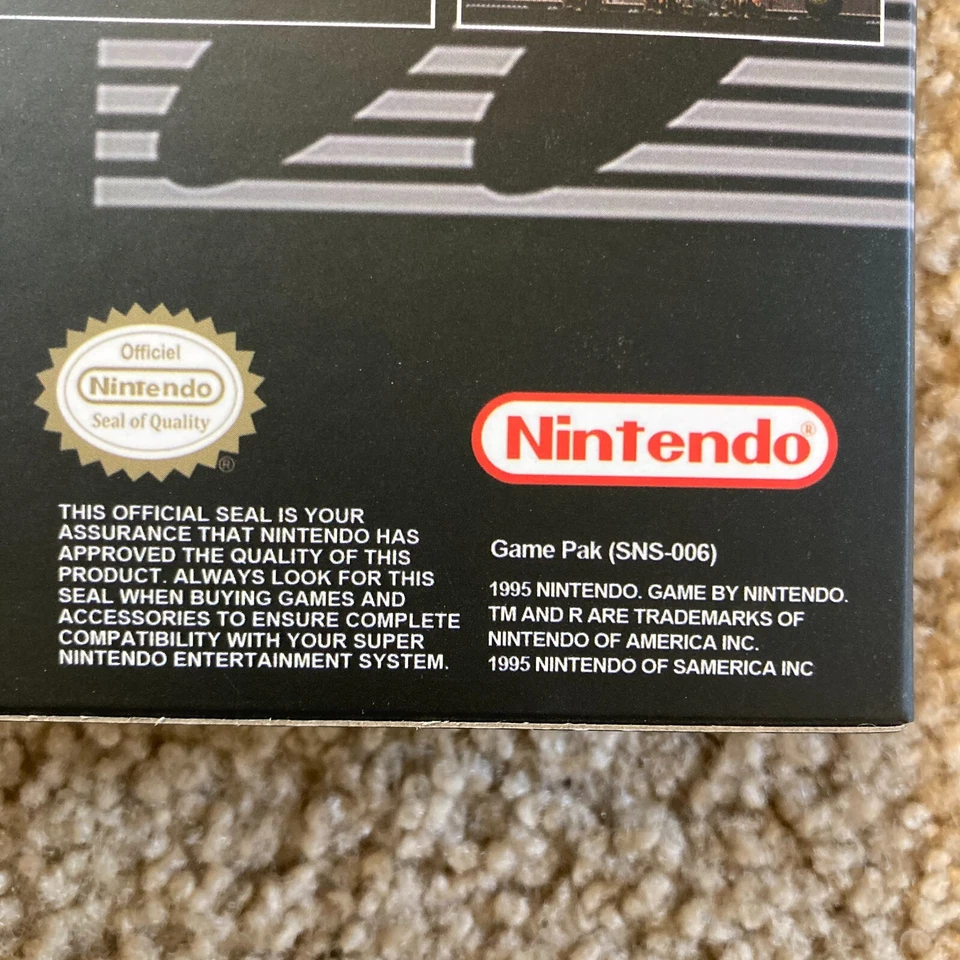 Officiel
Nintendo
Seal of Quality
®
THIS OFFICIAL SEAL IS YOUR
ASSURANCE THAT NINTENDO HAS
APPROVED THE QUALITY OF THIS
PRODUCT. ALWAYS LOOK FOR THIS
SEAL WHEN BUYING GAMES AND
ACCESSORIES TO ENSURE COMPLETE
COMPATIBILITY WITH YOUR SUPER
NINTENDO ENTERTAINMENT SYSTEM.
Nintendo®
Game Pak (SNS-006)
1995 NINTENDO. GAME BY NINTENDO.
TM AND R ARE TRADEMARKS OF
NINTENDO OF AMERICA INC.
1995 NINTENDO OF SAMERICA INC